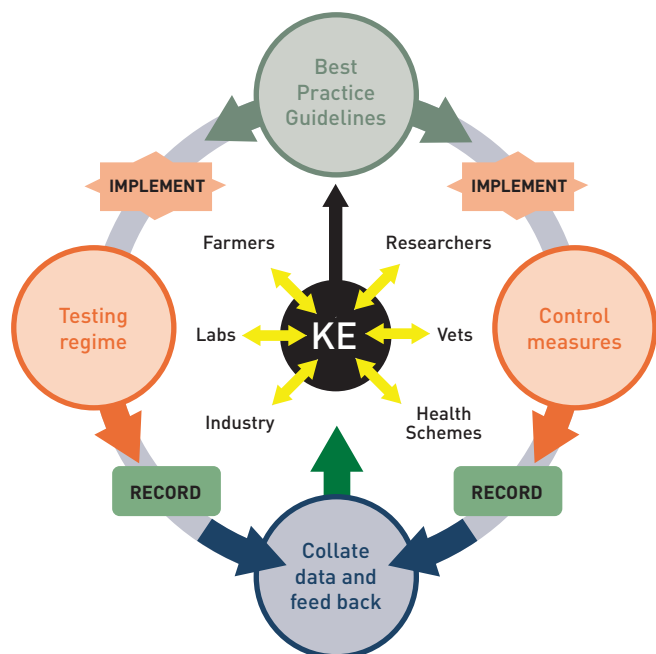 Best
Practice
Guidelines
IMPLEMENT
IMPLEMENT
Farmers
Researchers
Testing
regime
Labs
KE
Vets
Control
measures
Industry
Health
Schemes
RECORD
RECORD
Collate
data and
feed back